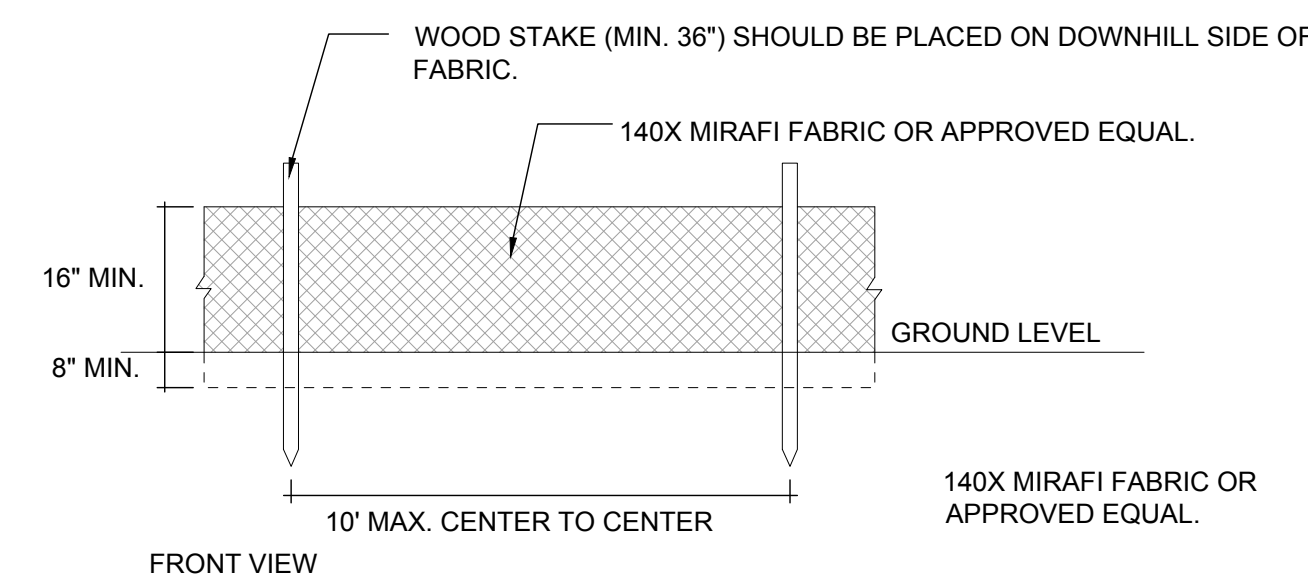 WOOD STAKE (MIN. 36") SHOULD BE PLACED ON DOWNHILL SIDE OF
FABRIC.
140X MIRAFI FABRIC OR APPROVED EQUAL.
16" MIN.
GROUND LEVEL
8" MIN.
140X MIRAFI FABRIC OR
APPROVED EQUAL.
10' MAX. CENTER TO CENTER
FRONT VIEW